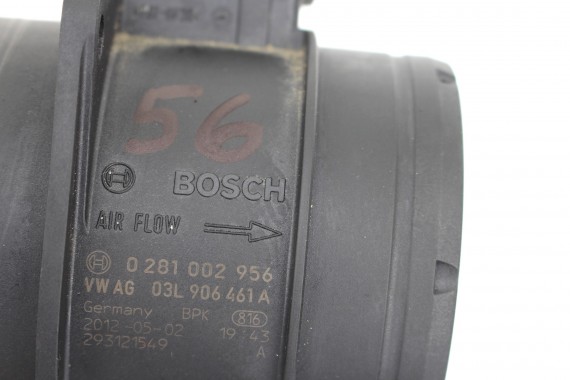 56
BOSCH
AIR FLOW
0 281 002 956
VW AG 03L 906 461 A
Germany BPK 816
2013-05-02 19 43
293121549 A